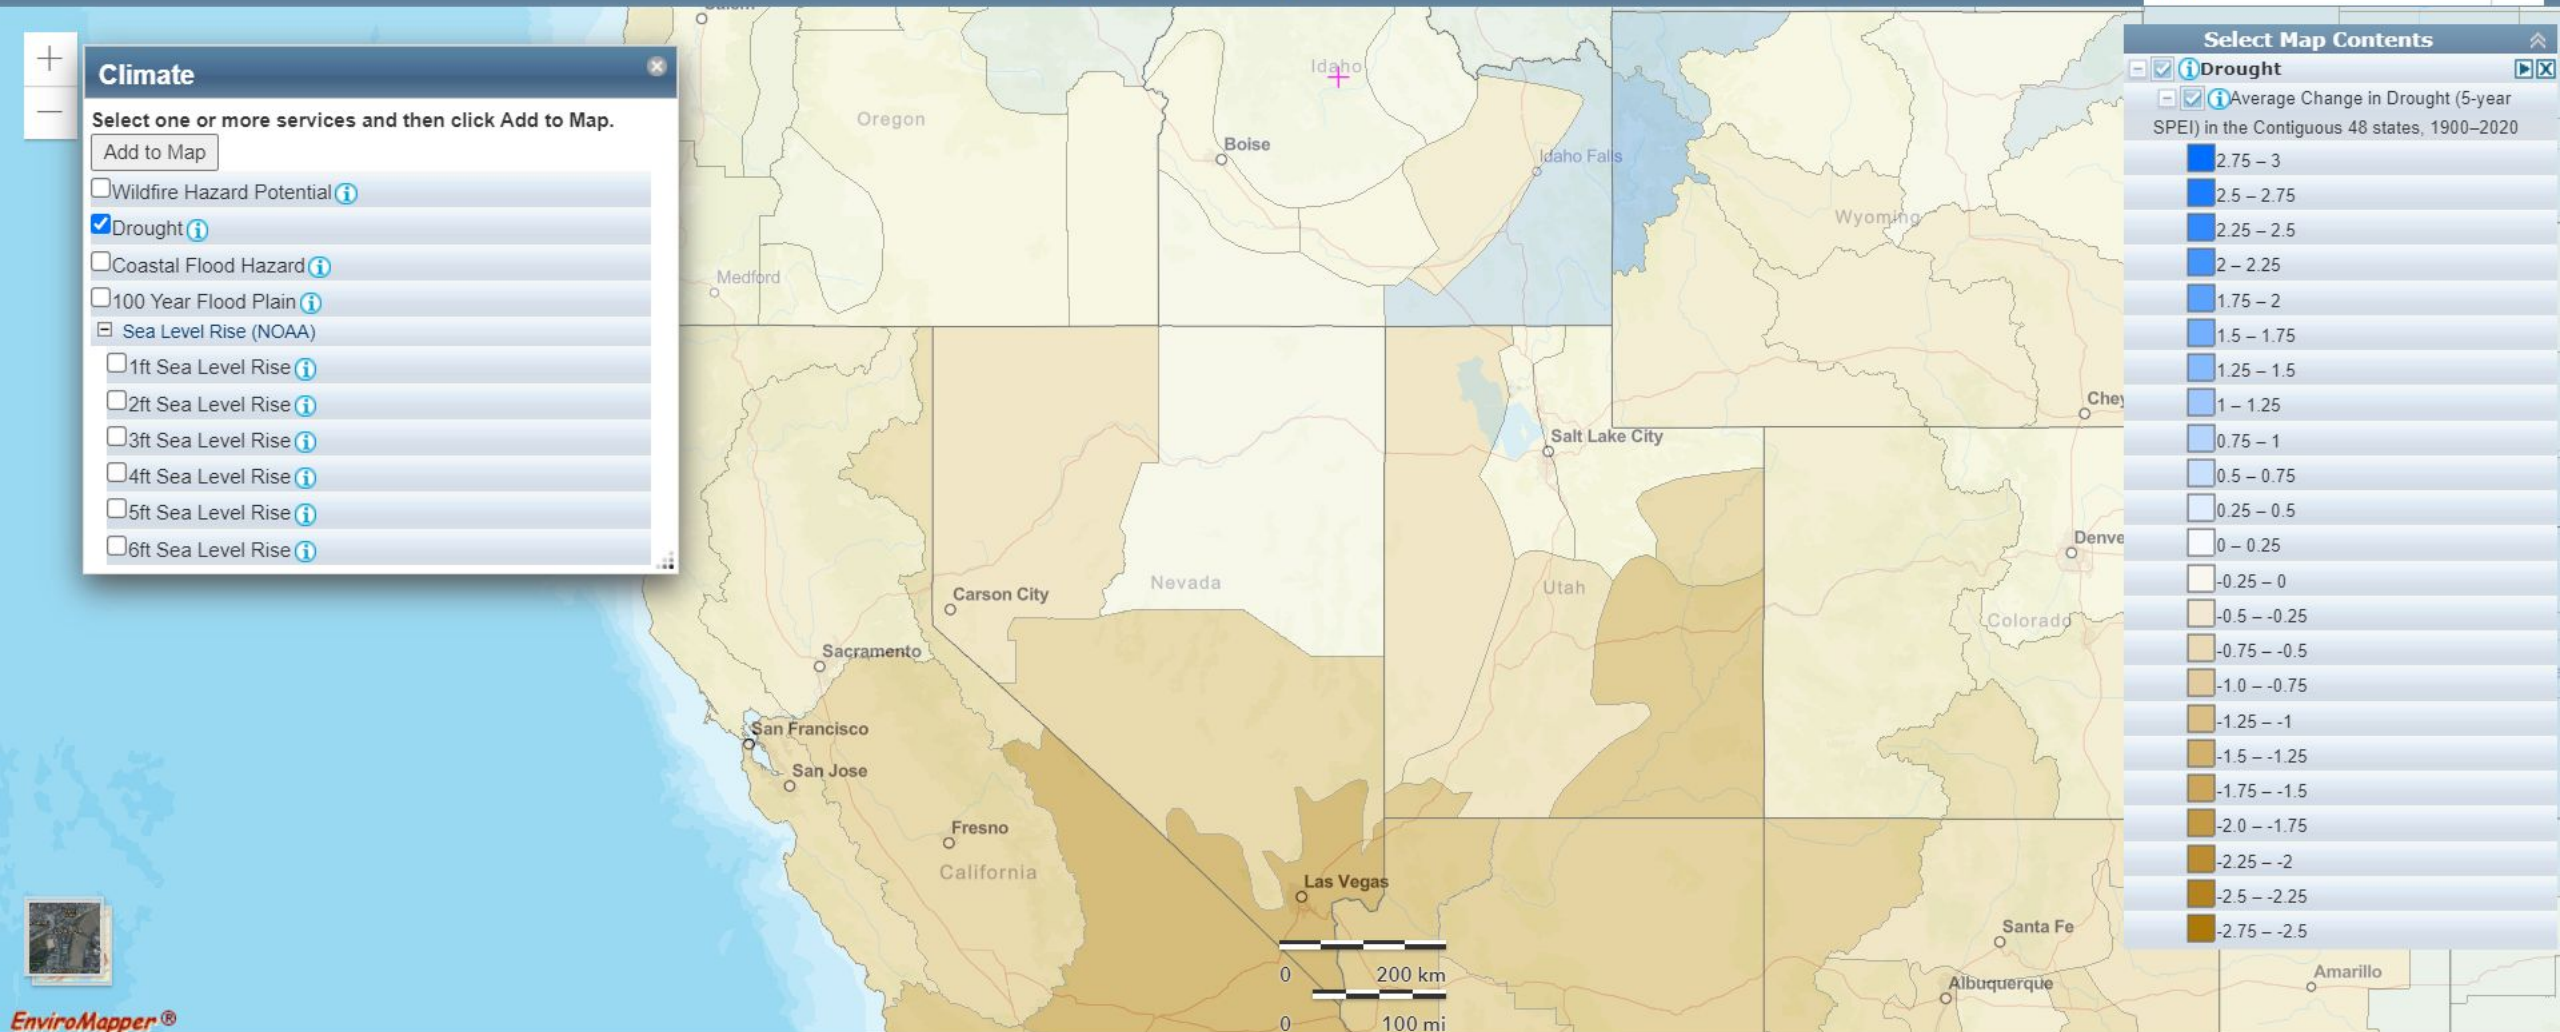 Climate
Select one or more services and then click Add to Map.
Add to Map
Wildfire Hazard Potential
Drought
Coastal Flood Hazard
100 Year Flood Plain
Sea Level Rise (NOAA)
1ft Sea Level Rise
2ft Sea Level Rise
3ft Sea Level Rise
4ft Sea Level Rise
5ft Sea Level Rise
6ft Sea Level Rise
Salem
Oregon
Medford
Idaho
Boise
Idaho Falls
Wyoming
Chey
Salt Lake City
Utah
Nevada
Carson City
Sacramento
San Francisco
San Jose
Fresno
California
Las Vegas
Denve
Colorado
Santa Fe
Albuquerque
Amarillo
0 200 km
0 100 mi
EnviroMapper ®
Select Map Contents
Drought
Average Change in Drought (5-year
SPEI) in the Contiguous 48 states, 1900–2020
2.75 – 3
2.5 – 2.75
2.25 – 2.5
2 – 2.25
1.75 – 2
1.5 – 1.75
1.25 – 1.5
1 – 1.25
0.75 – 1
0.5 – 0.75
0.25 – 0.5
0 – 0.25
-0.25 – 0
-0.5 – -0.25
-0.75 – -0.5
-1.0 – -0.75
-1.25 – -1
-1.5 – -1.25
-1.75 – -1.5
-2.0 – -1.75
-2.25 – -2
-2.5 – -2.25
-2.75 – -2.5